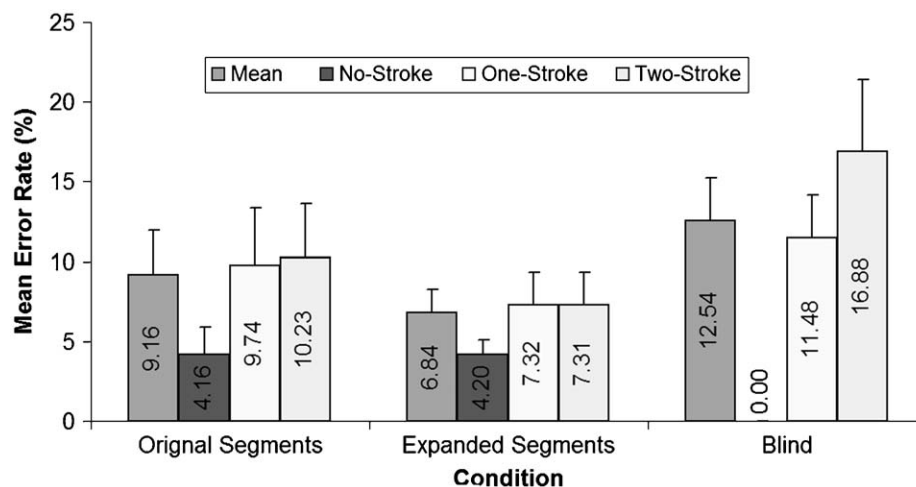 25
20
15
10
5
0
Mean Error Rate (%)
Mean No-Stroke One-Stroke Two-Stroke
9.16 4.16 9.74 10.23 6.84 4.20 7.32 7.31 12.54 0.00 11.48 16.88
Orignal Segments Expanded Segments Blind
Condition